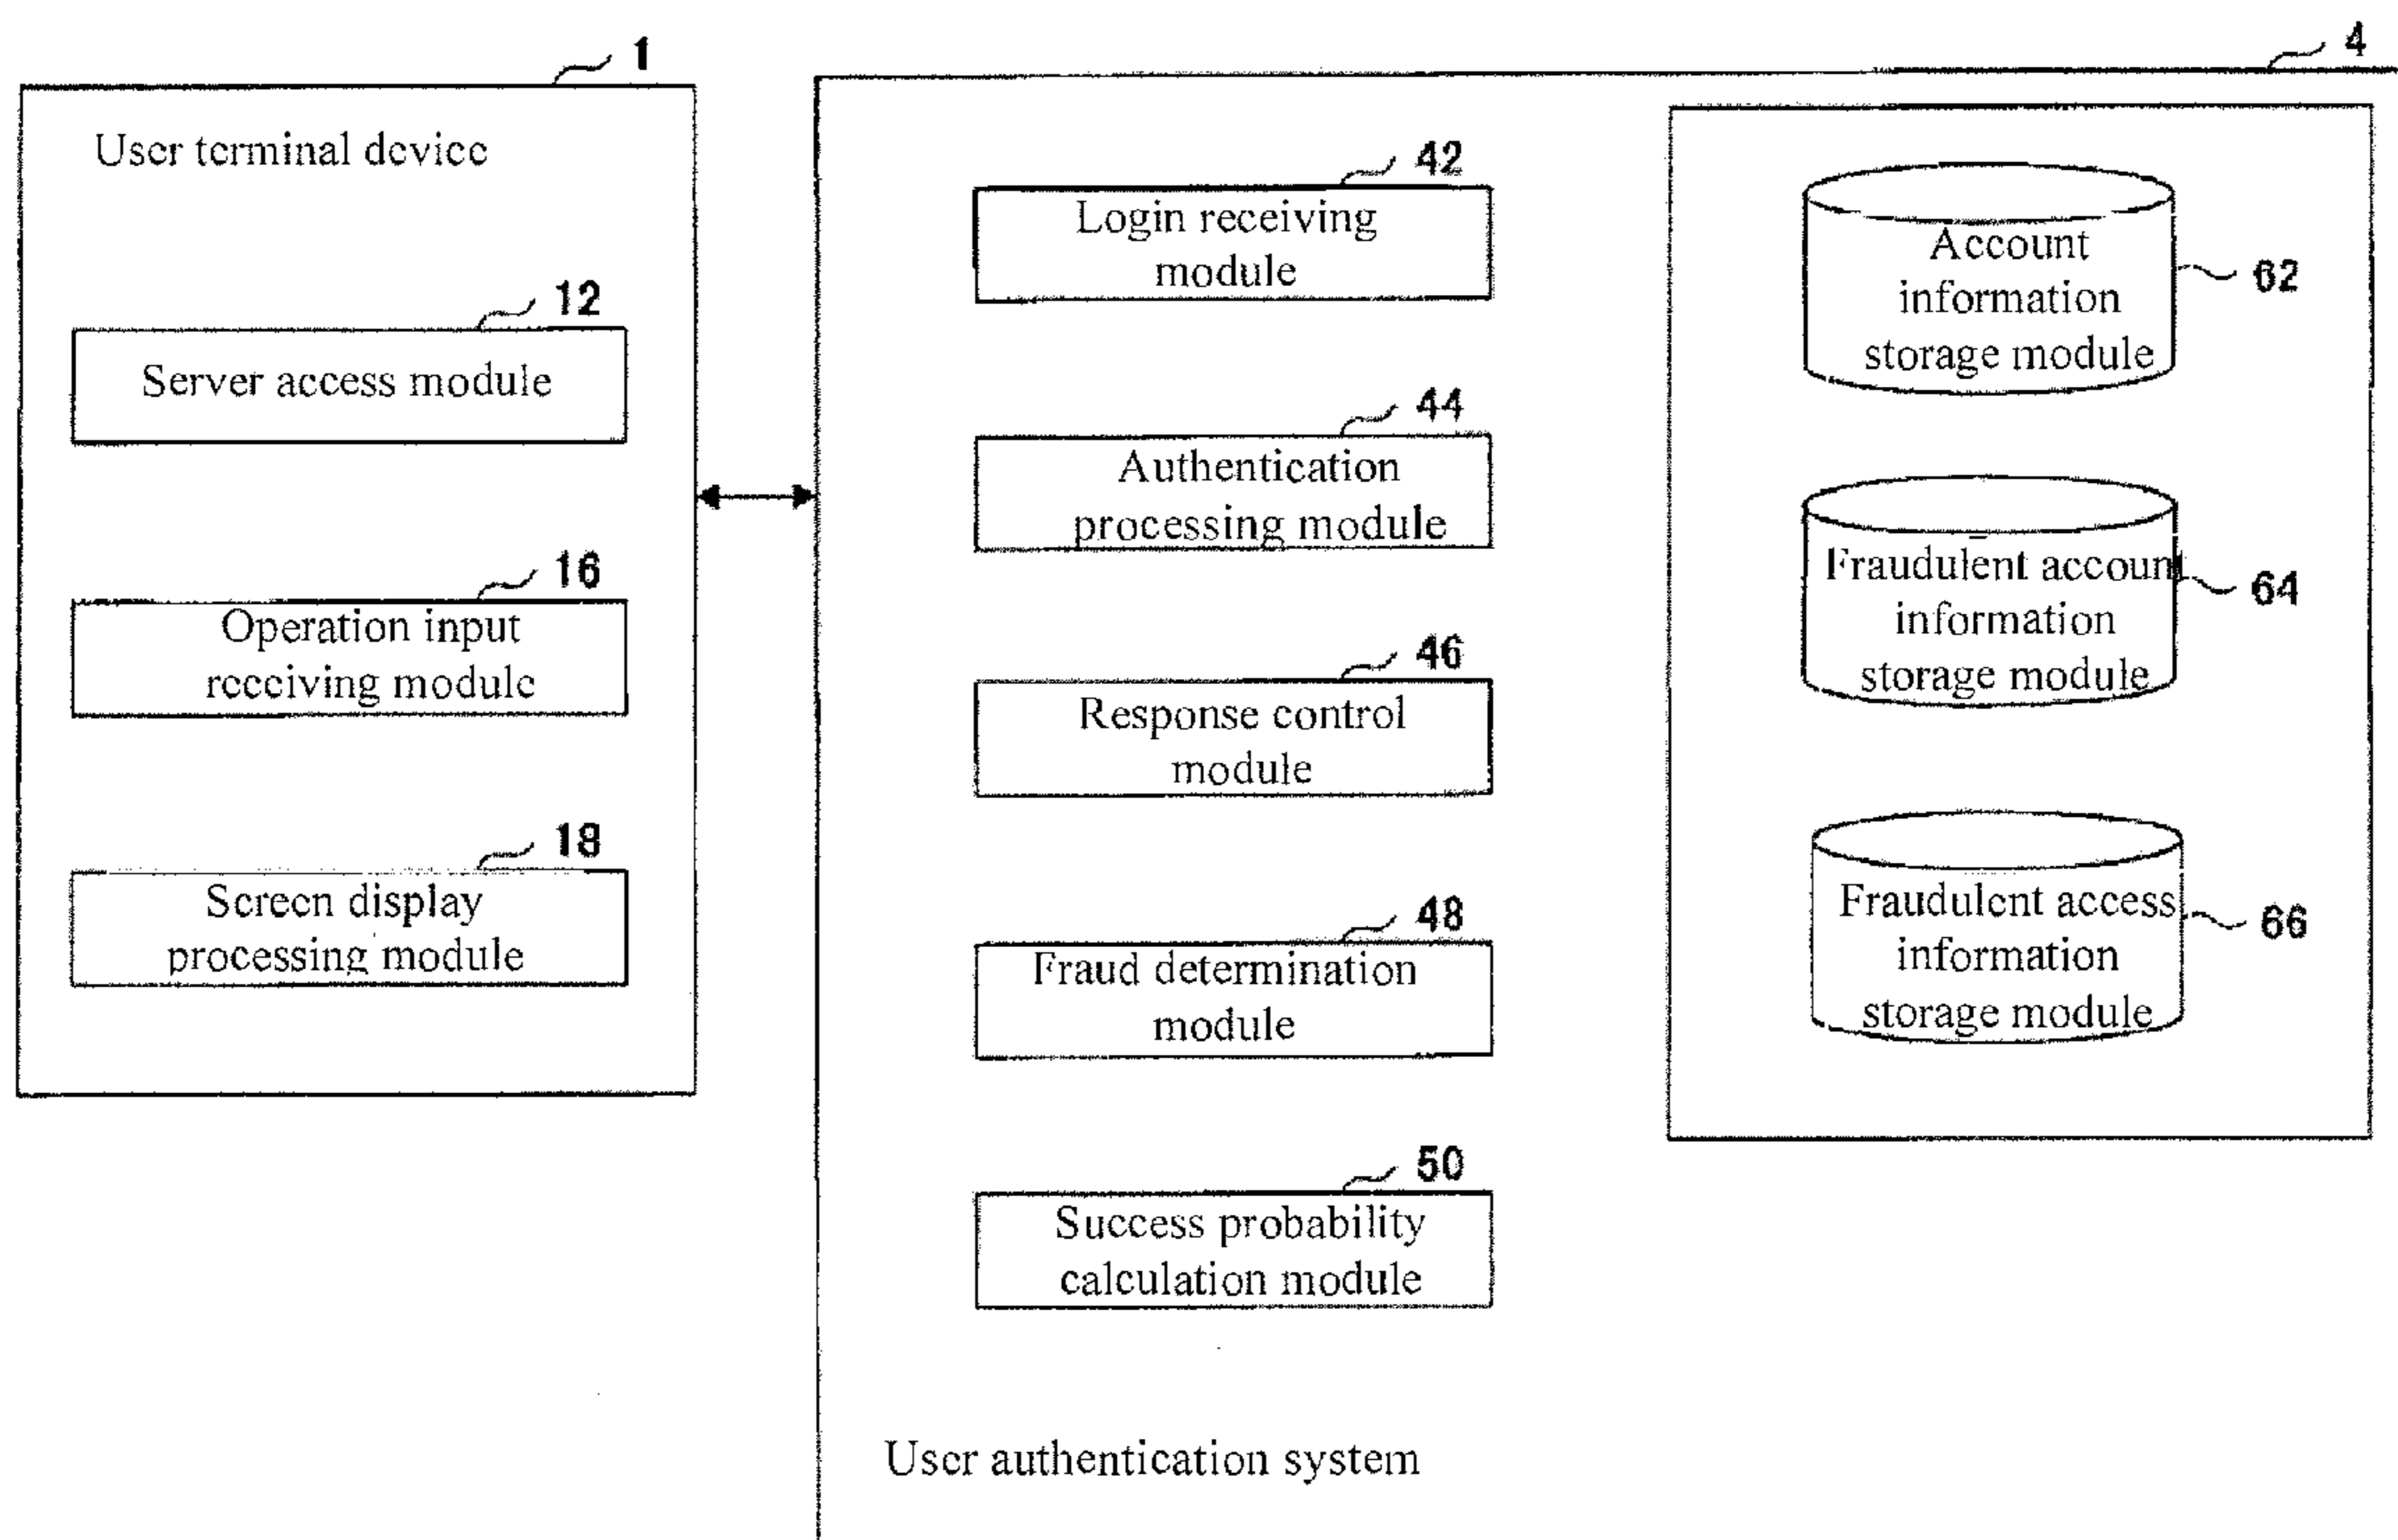 1
User terminal device
12
Server access module
16
Operation input
receiving module
18
Screen display
processing module
4
42
Login receiving
module
44
Authentication
processing module
46
Response control
module
48
Fraud determination
module
50
Success probability
calculation module
User authentication system
Account
information
storage module
62
Fraudulent account
information
storage module
64
Fraudulent access
information
storage module
66